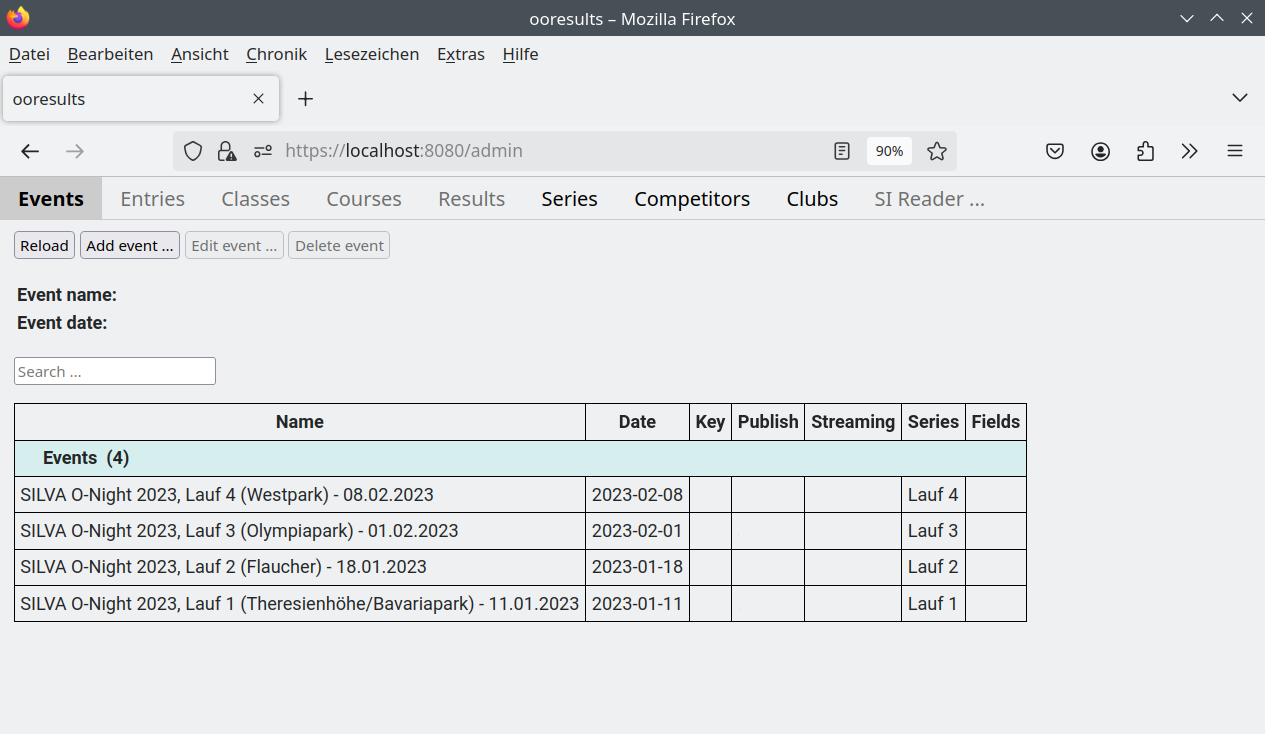 ooresults – Mozilla Firefox
Datei Bearbeiten Ansicht Chronik Lesezeichen Extras Hilfe
ooresults
https://localhost:8080/admin 90%
Events Entries Classes Courses Results Series Competitors Clubs SI Reader ...
Reload Add event ... Edit event ... Delete event
Event name:
Event date:
Search ...
Name Date Key Publish Streaming Series Fields
Events (4)
SILVA O-Night 2023, Lauf 4 (Westpark) - 08.02.2023 2023-02-08 Lauf 4
SILVA O-Night 2023, Lauf 3 (Olympiapark) - 01.02.2023 2023-02-01 Lauf 3
SILVA O-Night 2023, Lauf 2 (Flaucher) - 18.01.2023 2023-01-18 Lauf 2
SILVA O-Night 2023, Lauf 1 (Theresienhöhe/Bavariapark) - 11.01.2023 2023-01-11 Lauf 1